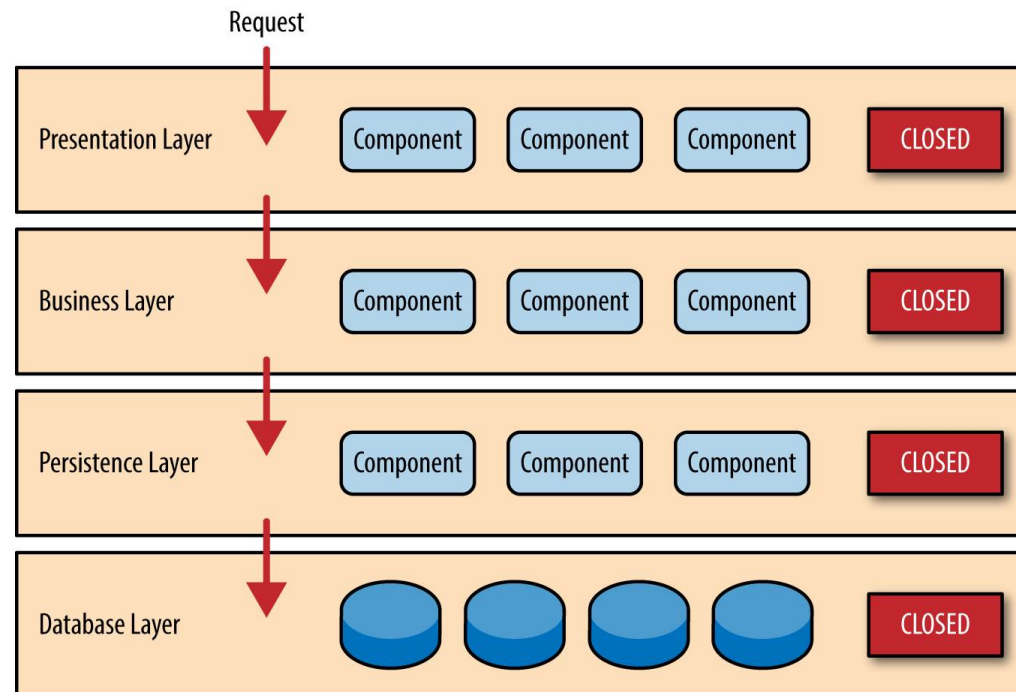 Request
Presentation Layer Component Component Component CLOSED
Business Layer Component Component Component CLOSED
Persistence Layer Component Component Component CLOSED
Database Layer CLOSED